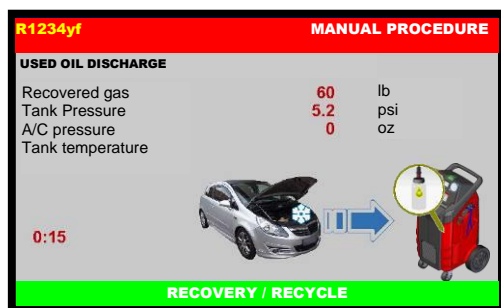 R1234yf MANUAL PROCEDURE
USED OIL DISCHARGE
Recovered gas 60 lb
Tank Pressure 5.2 psi
A/C pressure 0 oz
Tank temperature
0:15
RECOVERY / RECYCLE